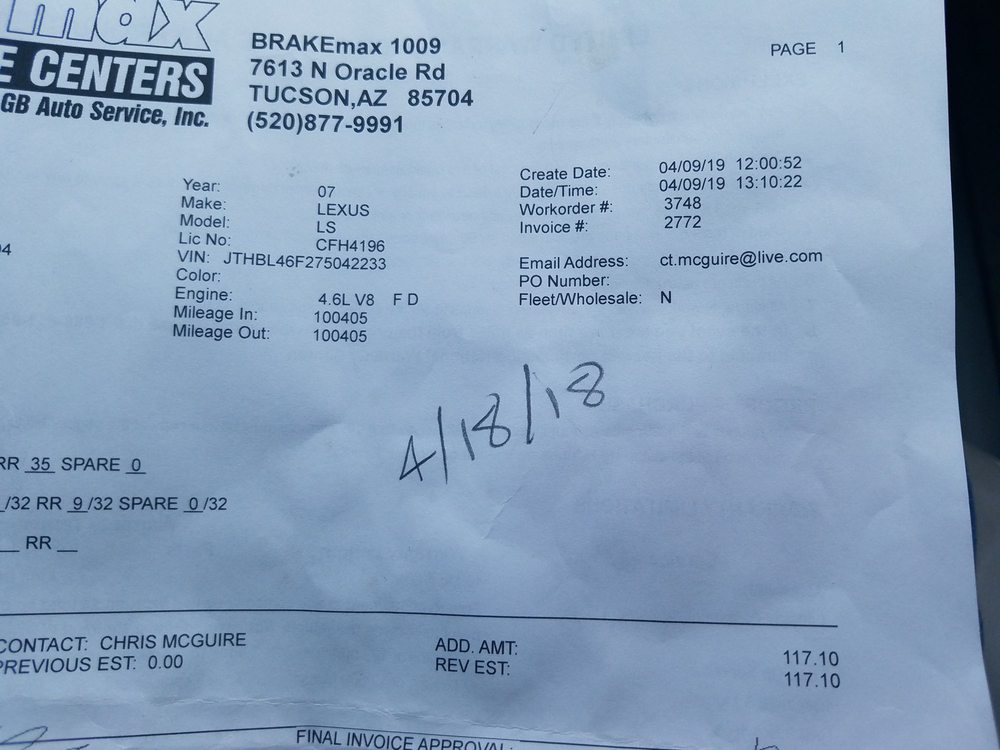 max
E CENTERS
GB Auto Service, Inc.
BRAKEmax 1009
7613 N Oracle Rd
TUCSON,AZ 85704
(520)877-9991
PAGE 1
Year: 07
Make: LEXUS
Model: LS
Lic No: CFH4196
VIN: JTHBL46F275042233
Color:
Engine: 4.6L V8 F D
Mileage In: 100405
Mileage Out: 100405
Create Date: 04/09/19 12:00:52
Date/Time: 04/09/19 13:10:22
Workorder #: 3748
Invoice #: 2772
Email Address: ct.mcguire@live.com
PO Number:
Fleet/Wholesale: N
4
4/18/18
RR 35 SPARE 0
/32 RR 9/32 SPARE 0/32
RR
CONTACT: CHRIS MCGUIRE
PREVIOUS EST: 0.00
ADD. AMT: 117.10
REV EST: 117.10
FINAL INVOICE APPROVAL: